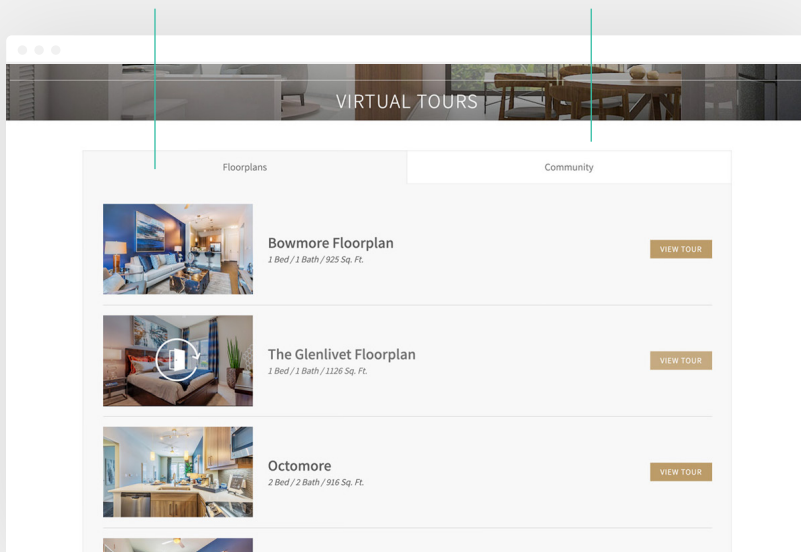 VIRTUAL TOURS
Floorplans
Community
Bowmore Floorplan
1 Bed / 1 Bath / 925 Sq. Ft.
VIEW TOUR
The Glenlivet Floorplan
1 Bed / 1 Bath / 1126 Sq. Ft.
VIEW TOUR
Octomore
2 Bed / 2 Bath / 916 Sq. Ft.
VIEW TOUR